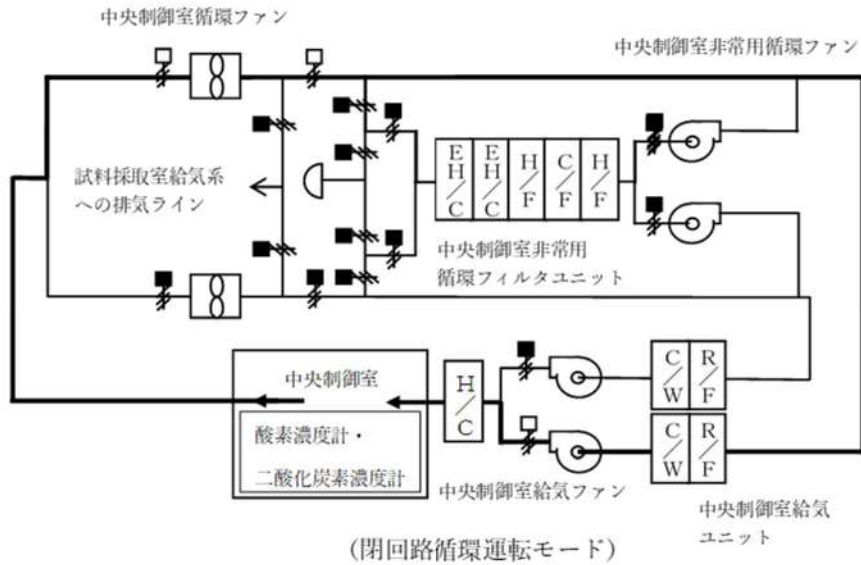 中央制御室循環ファン
中央制御室非常用循環ファン
試料採取室給気系
への排気ライン
EH/C
EH/C
H/F
C/F
H/F
中央制御室非常用
循環フィルタユニット
中央制御室
酸素濃度計・
二酸化炭素濃度計
H/C
C/W
R/F
C/W
R/F
中央制御室給気ファン
中央制御室給気
ユニット
(閉回路循環運転モード)